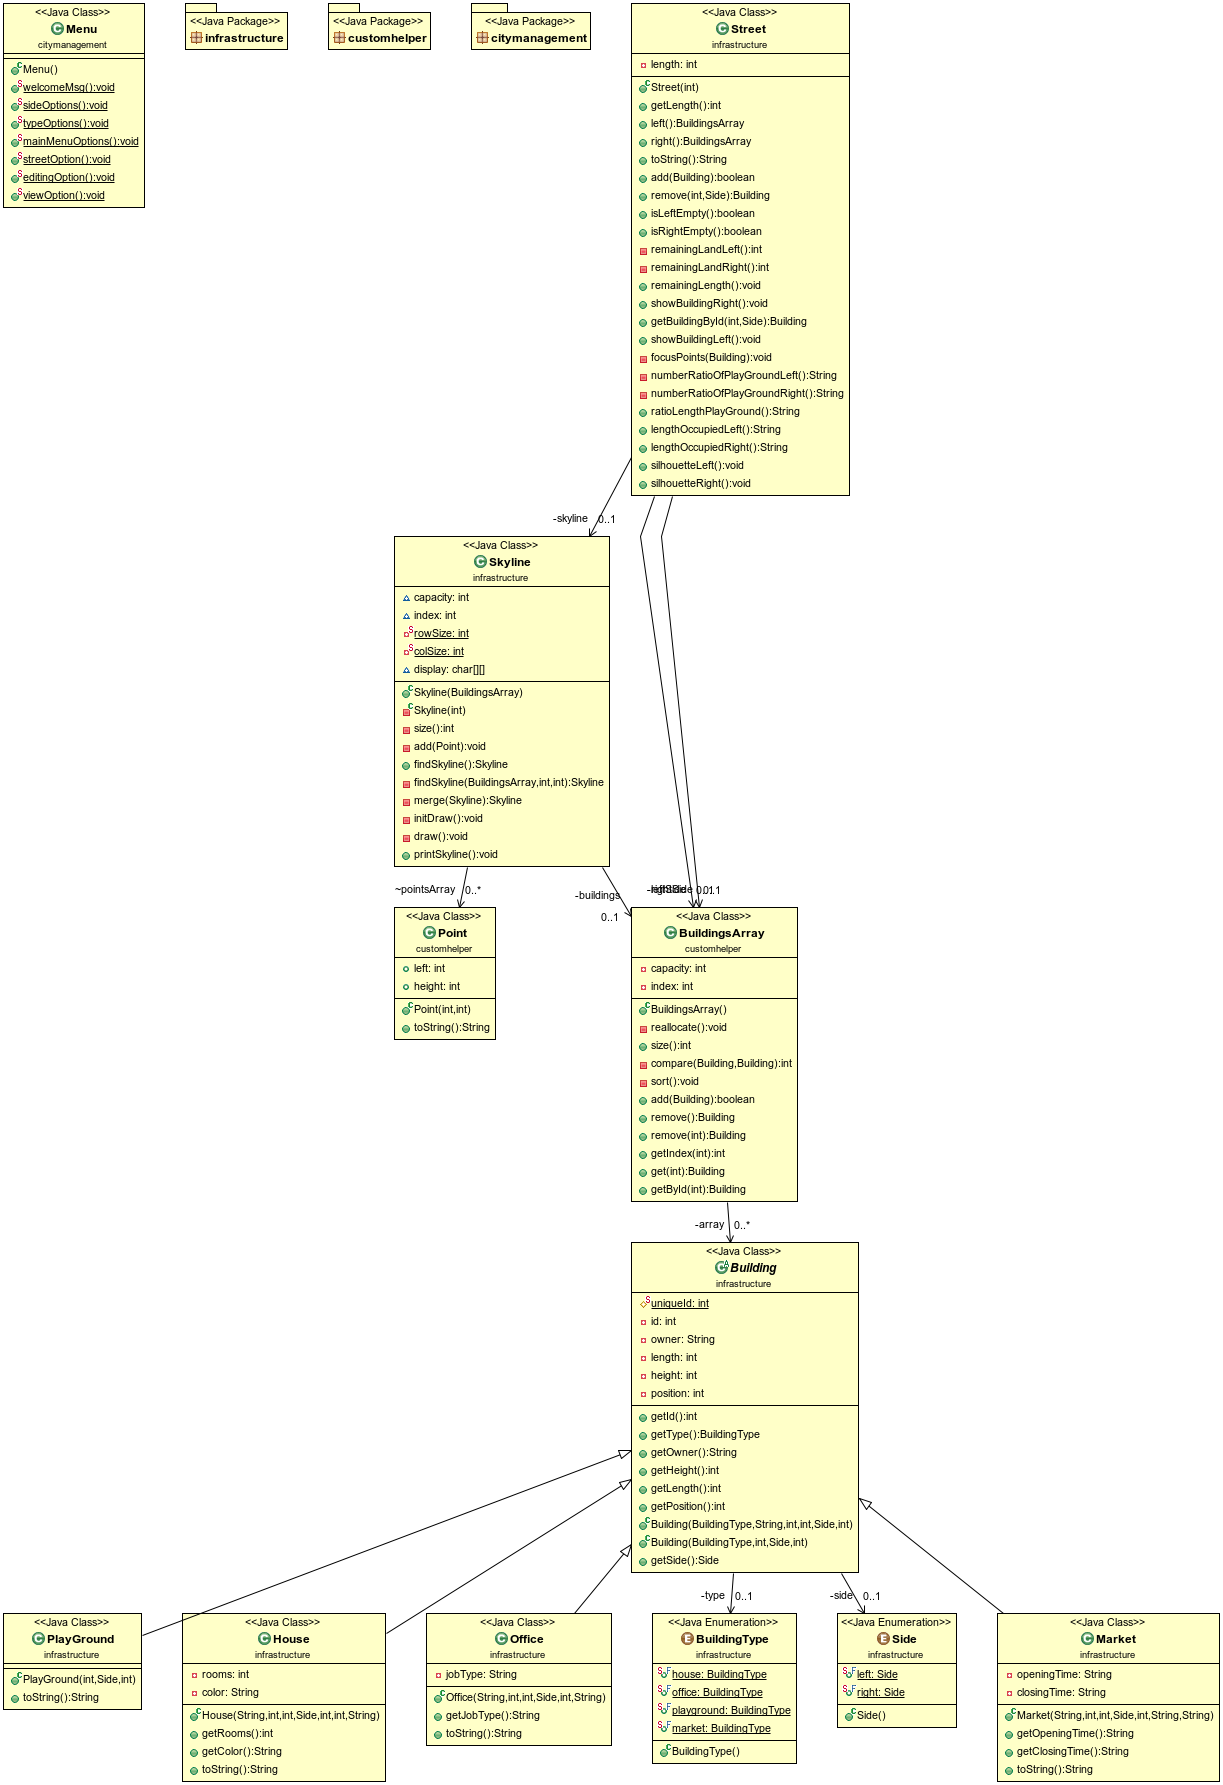 <<Java Class>>
Menu
citymanagement
Menu()
welcomeMsg():void
sideOptions():void
typeOptions():void
mainMenuOptions():void
streetOption():void
editingOption():void
viewOption():void
<<Java Package>>
infrastructure
<<Java Package>>
customhelper
<<Java Package>>
citymanagement
<<Java Class>>
Street
infrastructure
length: int
Street(int)
getLength():int
left():BuildingsArray
right():BuildingsArray
toString():String
add(Building):boolean
remove(int,Side):Building
isLeftEmpty():boolean
isRightEmpty():boolean
remainingLandLeft():int
remainingLandRight():int
remainingLength():void
showBuildingRight():void
getBuildingById(int,Side):Building
showBuildingLeft():void
focusPoints(Building):void
numberRatioOfPlayGroundLeft():String
numberRatioOfPlayGroundRight():String
ratioLengthPlayGround():String
lengthOccupiedLeft():String
lengthOccupiedRight():String
silhouetteLeft():void
silhouetteRight():void
-skyline 0..1
<<Java Class>>
Skyline
infrastructure
capacity: int
index: int
rowSize: int
colSize: int
display: char[][]
Skyline(BuildingsArray)
Skyline(int)
size():int
add(Point):void
findSkyline():Skyline
findSkyline(BuildingsArray,int,int):Skyline
merge(Skyline):Skyline
initDraw():void
draw():void
printSkyline():void
~pointsArray 0..*
-buildings
0..1
<<Java Class>>
Point
customhelper
left: int
height: int
Point(int,int)
toString():String
<<Java Class>>
BuildingsArray
customhelper
capacity: int
index: int
BuildingsArray()
reallocate():void
size():int
compare(Building,Building):int
sort():void
add(Building):boolean
remove():Building
remove(int):Building
getIndex(int):int
get(int):Building
getById(int):Building
-array 0..*
<<Java Class>>
Building
infrastructure
uniqueId: int
id: int
owner: String
length: int
height: int
position: int
getId():int
getType():BuildingType
getOwner():String
getHeight():int
getLength():int
getPosition():int
Building(BuildingType,String,int,int,Side,int)
Building(BuildingType,int,Side,int)
getSide():Side
-type 0..1
-side 0..1
<<Java Class>>
PlayGround
infrastructure
PlayGround(int,Side,int)
toString():String
<<Java Class>>
House
infrastructure
rooms: int
color: String
House(String,int,int,Side,int,int,String)
getRooms():int
getColor():String
toString():String
<<Java Class>>
Office
infrastructure
jobType: String
Office(String,int,int,Side,int,String)
getJobType():String
toString():String
<<Java Enumeration>>
BuildingType
infrastructure
house: BuildingType
office: BuildingType
playground: BuildingType
market: BuildingType
BuildingType()
<<Java Enumeration>>
Side
infrastructure
left: Side
right: Side
Side()
<<Java Class>>
Market
infrastructure
openingTime: String
closingTime: String
Market(String,int,int,Side,int,String,String)
getOpeningTime():String
getClosingTime():String
toString():String